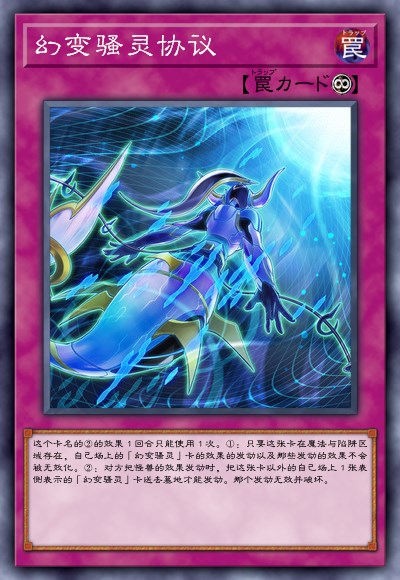 幻变骚灵协议
トラップ
罠
トラップ
【罠カード】
这个卡名的②的效果1回合只能使用1次。①:只要这张卡在魔法与陷阱区
域存在,自己场上的「幻变骚灵」卡的效果的发动以及那些发动的效果不会
被无效化。②:对方把怪兽的效果发动时,把这张卡以外的自己场上1张表
侧表示的「幻变骚灵」卡送去墓地才能发动。那个发动无效并破坏。